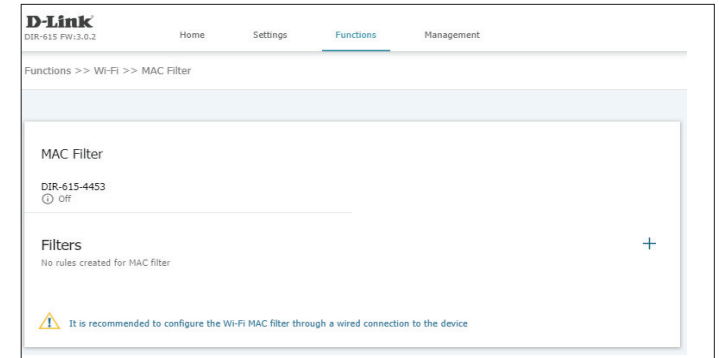 D-Link
DIR-615 FW:3.0.2
Home Settings Functions Management
Functions >> Wi-Fi >> MAC Filter
MAC Filter
DIR-615-4453
Off
Filters
No rules created for MAC filter
It is recommended to configure the Wi-Fi MAC filter through a wired connection to the device